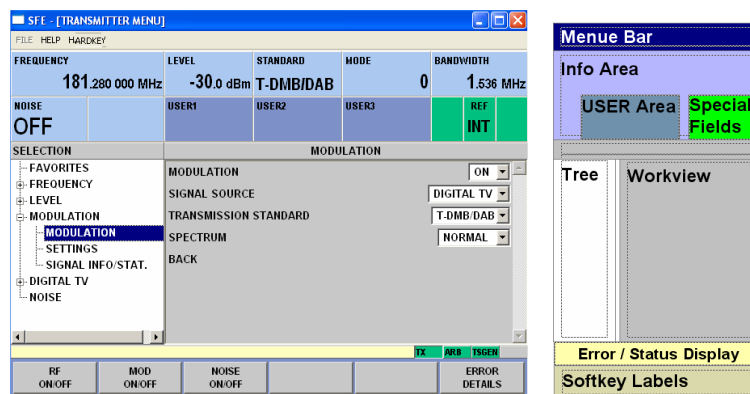 SFE - [TRANSMITTER MENU]
FILE HELP HARDKEY
FREQUENCY LEVEL STANDARD MODE BANDWIDTH
181.280 000 MHz -30.0 dBm T-DMB/DAB 0 1.536 MHz
NOISE USER1 USER2 USER3 REF
OFF INT
SELECTION MODULATION
FAVORITES
FREQUENCY
LEVEL
MODULATION
MODULATION
SETTINGS
SIGNAL INFO/STAT.
DIGITAL TV
NOISE
MODULATION ON
SIGNAL SOURCE DIGITAL TV
TRANSMISSION STANDARD T-DMB/DAB
SPECTRUM NORMAL
BACK
TX ARB TSGEN
RF MOD NOISE ERROR
ON/OFF ON/OFF ON/OFF DETAILS
Menue Bar
Info Area
USER Area
Special
Fields
Tree
Workview
Error / Status Display
Softkey Labels